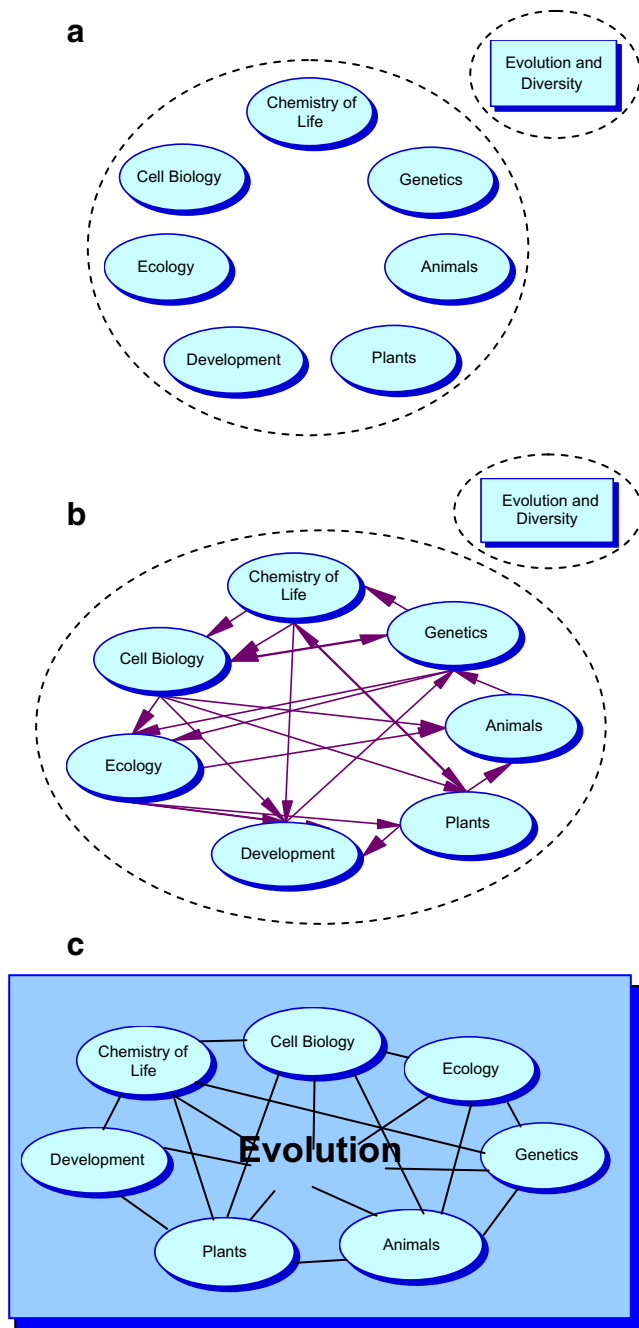 a
Evolution and
Diversity
Chemistry of
Life
Cell Biology
Genetics
Ecology
Animals
Development
Plants
b
Evolution and
Diversity
Chemistry of
Life
Genetics
Cell Biology
Animals
Ecology
Plants
Development
c
Cell Biology
Chemistry of
Life
Ecology
Evolution
Development
Genetics
Plants
Animals